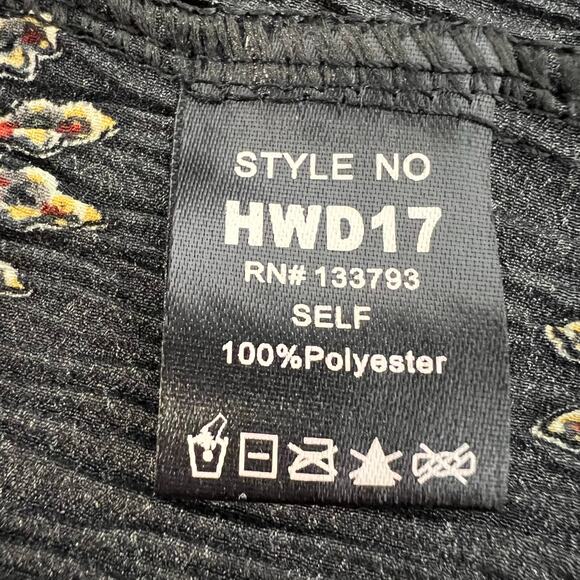 STYLE NO
HWD17
RN# 133793
SELF
100%Polyester